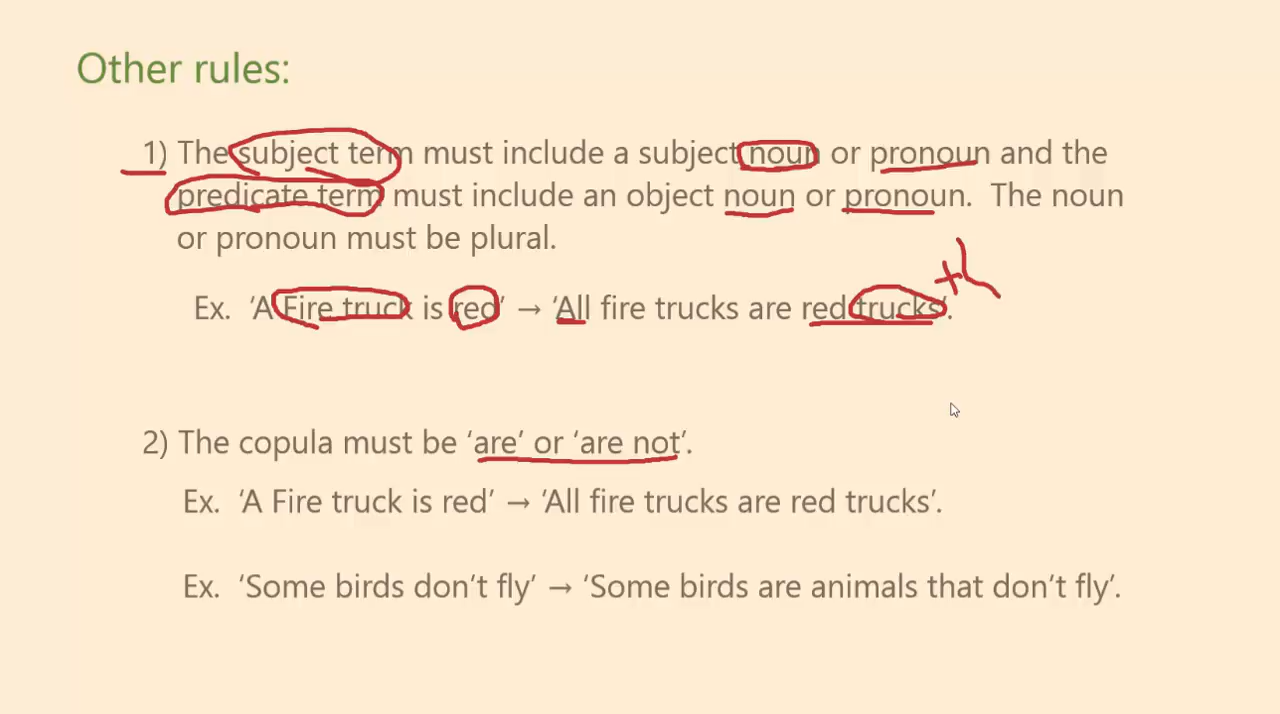 Other rules:
1) The subject term must include a subject noun or pronoun and the
predicate term must include an object noun or pronoun. The noun
or pronoun must be plural.
Ex. ‘A Fire truck is red’ → ‘All fire trucks are red trucks’.
2) The copula must be ‘are’ or ‘are not’.
Ex. ‘A Fire truck is red’ → ‘All fire trucks are red trucks’.
Ex. ‘Some birds don’t fly’ → ‘Some birds are animals that don’t fly’.